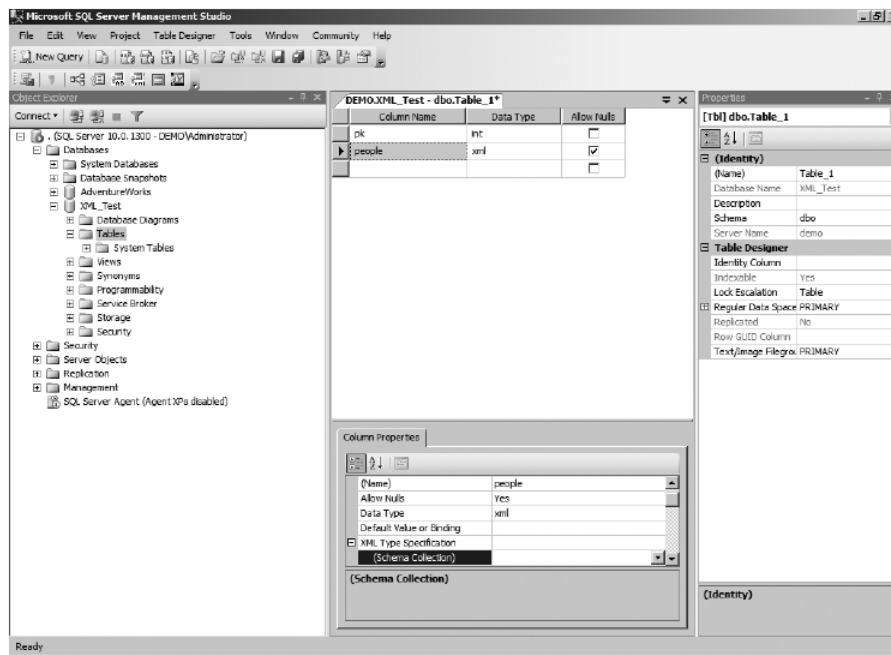 Microsoft SQL Server Management Studio
File Edit View Project Table Designer Tools Window Community Help
New Query
Object Explorer
Connect
. (SQL Server 10.0.1300 - DEMO\Administrator)
Databases
System Databases
Database Snapshots
AdventureWorks
XML_Test
Database Diagrams
Tables
System Tables
Views
Synonyms
Programmability
Service Broker
Storage
Security
Security
Server Objects
Replication
Management
SQL Server Agent (Agent XPs disabled)
DEMO.XML_Test - dbo.Table_1*
Column Name Data Type Allow Nulls
pk int
people xml
Column Properties
(Name) people
Allow Nulls Yes
Data Type xml
Default Value or Binding
XML Type Specification
(Schema Collection)
(Schema Collection)
Properties
[Tbl] dbo.Table_1
(Identity)
(Name) Table_1
Database Name XML_Test
Description
Schema dbo
Server Name demo
Table Designer
Identity Column
Indexable Yes
Lock Escalation Table
Regular Data Space PRIMARY
Replicated No
Row GUID Column
Text/Image Filegrou PRIMARY
(Identity)
Ready